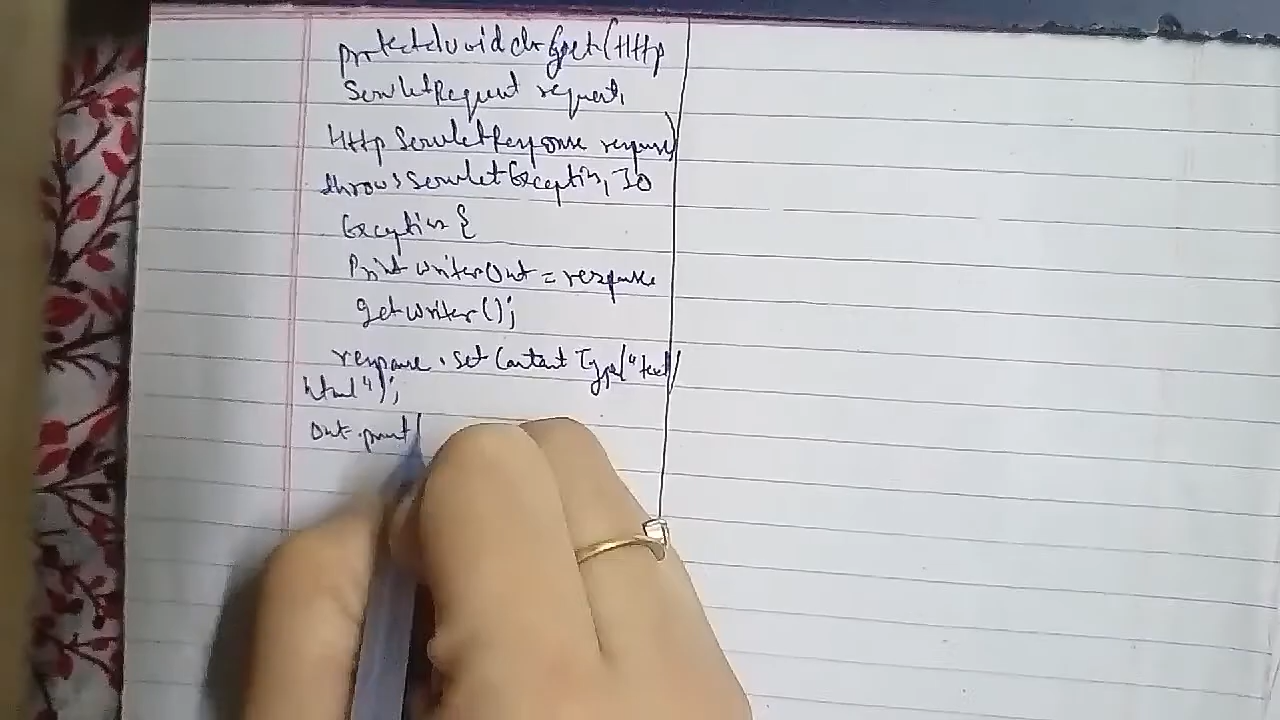 protected void doGet(Http
ServletRequest request,
HttpServletResponse response)
throws ServletException, IO
Exception {
PrintWriter out = response.
getWriter();
response.setContentType("text/
html");
out.print(